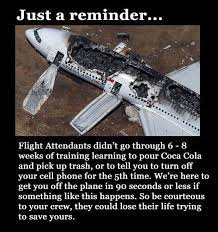 Just a reminder...
Flight Attendants didn't go through 6 - 8
weeks of training learning to pour Coca Cola
and pick up trash, or to tell you to turn off
your cell phone for the 5th time. We're here to
get you off the plane in 90 seconds or less if
something like this happens. So be courteous
to your crew, they could lose their life trying
to save yours.